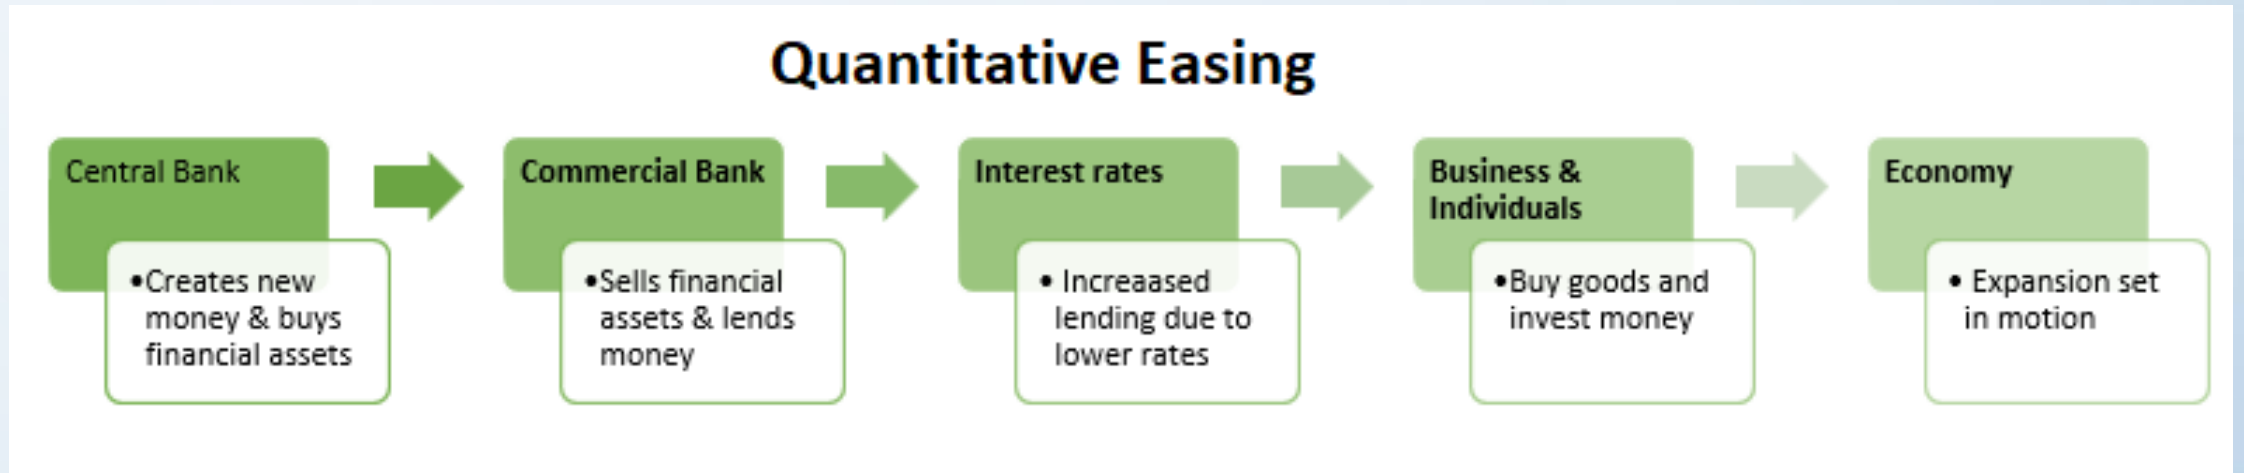 Quantitative Easing
Central Bank
•Creates new
money & buys
financial assets
Commercial Bank
•Sells financial
assets & lends
money
Interest rates
• Increaased
lending due to
lower rates
Business &
Individuals
•Buy goods and
invest money
Economy
• Expansion set
in motion